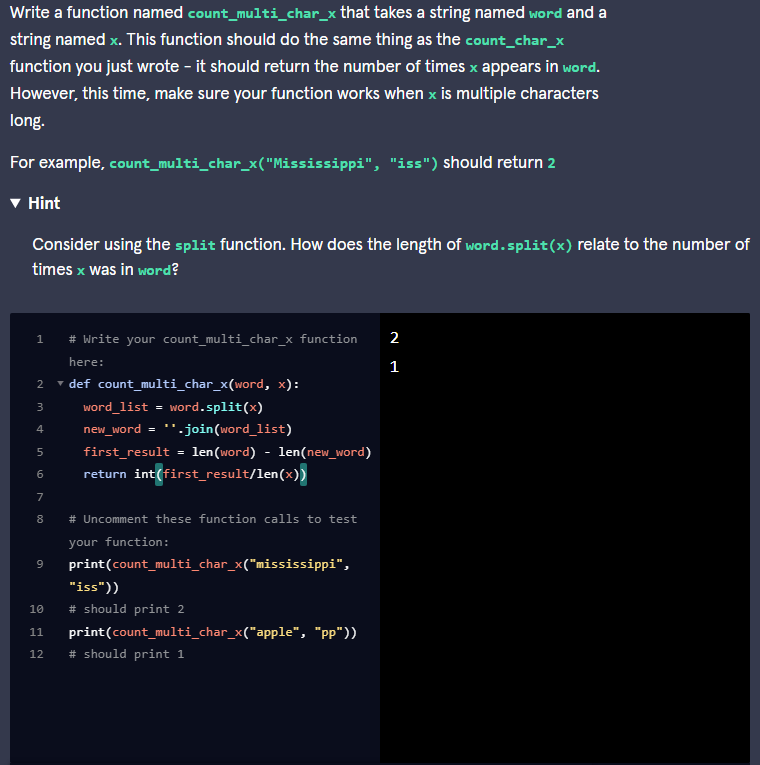 Write a function named count_multi_char_x that takes a string named word and a
string named x. This function should do the same thing as the count_char_x
function you just wrote - it should return the number of times x appears in word.
However, this time, make sure your function works when x is multiple characters
long.
For example, count_multi_char_x("Mississippi", "iss") should return 2
▼ Hint
Consider using the split function. How does the length of word.split(x) relate to the number of
times x was in word?
1 # Write your count_multi_char_x function
here:
2 ▼ def count_multi_char_x(word, x):
3 word_list = word.split(x)
4 new_word = ''.join(word_list)
5 first_result = len(word) - len(new_word)
6 return int(first_result/len(x))
7
8 # Uncomment these function calls to test
your function:
9 print(count_multi_char_x("mississippi",
"iss"))
10 # should print 2
11 print(count_multi_char_x("apple", "pp"))
12 # should print 1
2
1